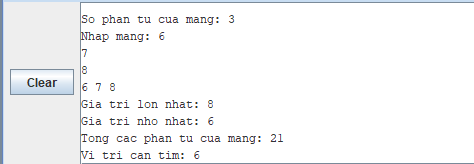 So phan tu cua mang: 3
Nhap mang: 6
7
8
6 7 8
Clear
Gia tri lon nhat: 8
Gia tri nho nhat: 6
Tong cac phan tu cua mang: 21
Vi tri can tim: 6